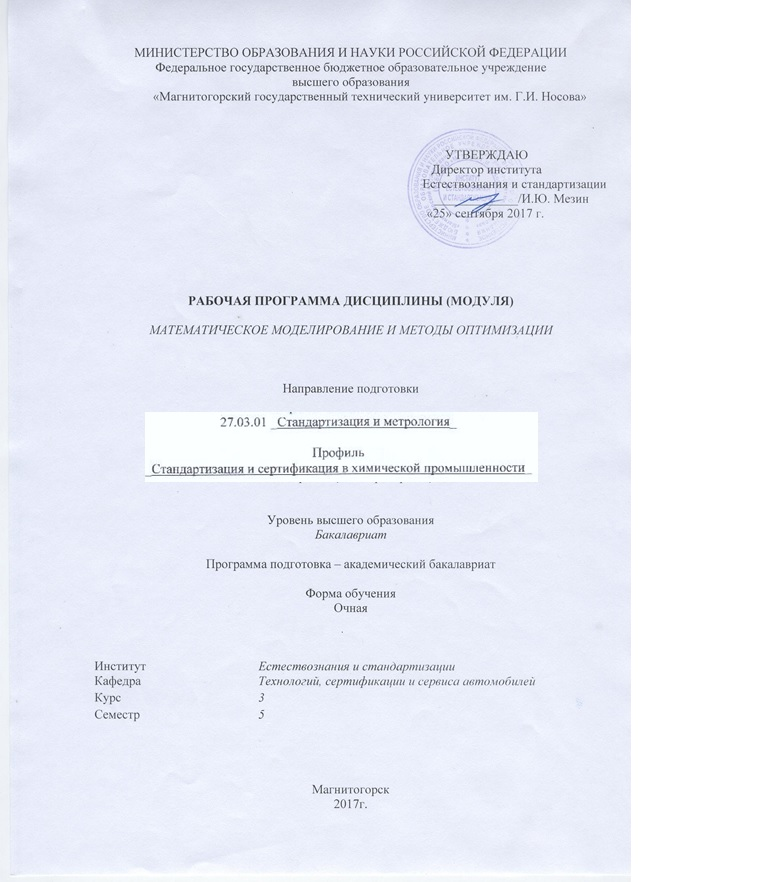 МИНИСТЕРСТВО ОБРАЗОВАНИЯ И НАУКИ РОССИЙСКОЙ ФЕДЕРАЦИИ
Федеральное государственное бюджетное образовательное учреждение
высшего образования
«Магнитогорский государственный технический университет им. Г.И. Носова»
УТВЕРЖДАЮ
Директор института
Естествознания и стандартизации
/И.Ю. Мезин
«25» сентября 2017 г.
РАБОЧАЯ ПРОГРАММА ДИСЦИПЛИНЫ (МОДУЛЯ)
МАТЕМАТИЧЕСКОЕ МОДЕЛИРОВАНИЕ И МЕТОДЫ ОПТИМИЗАЦИИ
Направление подготовки
27.03.01 Стандартизация и метрология
Профиль
Стандартизация и сертификация в химической промышленности
Уровень высшего образования
Бакалавриат
Программа подготовка – академический бакалавриат
Форма обучения
Очная
Институт Естествознания и стандартизации
Кафедра Технологий, сертификации и сервиса автомобилей
Курс 3
Семестр 5
Магнитогорск
2017г.